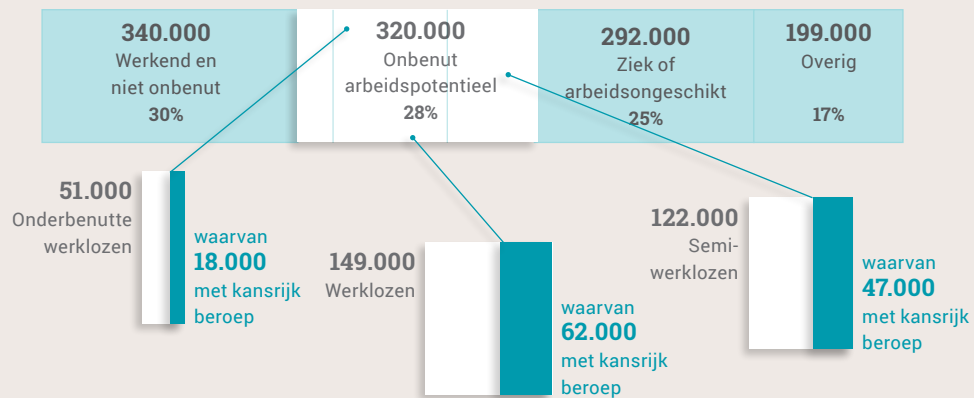 340.000
Werkend en
niet onbenut
30%
320.000
Onbenut
arbeidspotentieel
28%
292.000
Ziek of
arbeidsongeschikt
25%
199.000
Overig
17%
51.000
Onderbenutte
werklozen
waarvan
18.000
met kansrijk
beroep
149.000
Werklozen
waarvan
62.000
met kansrijk
beroep
122.000
Semi-
werklozen
waarvan
47.000
met kansrijk
beroep